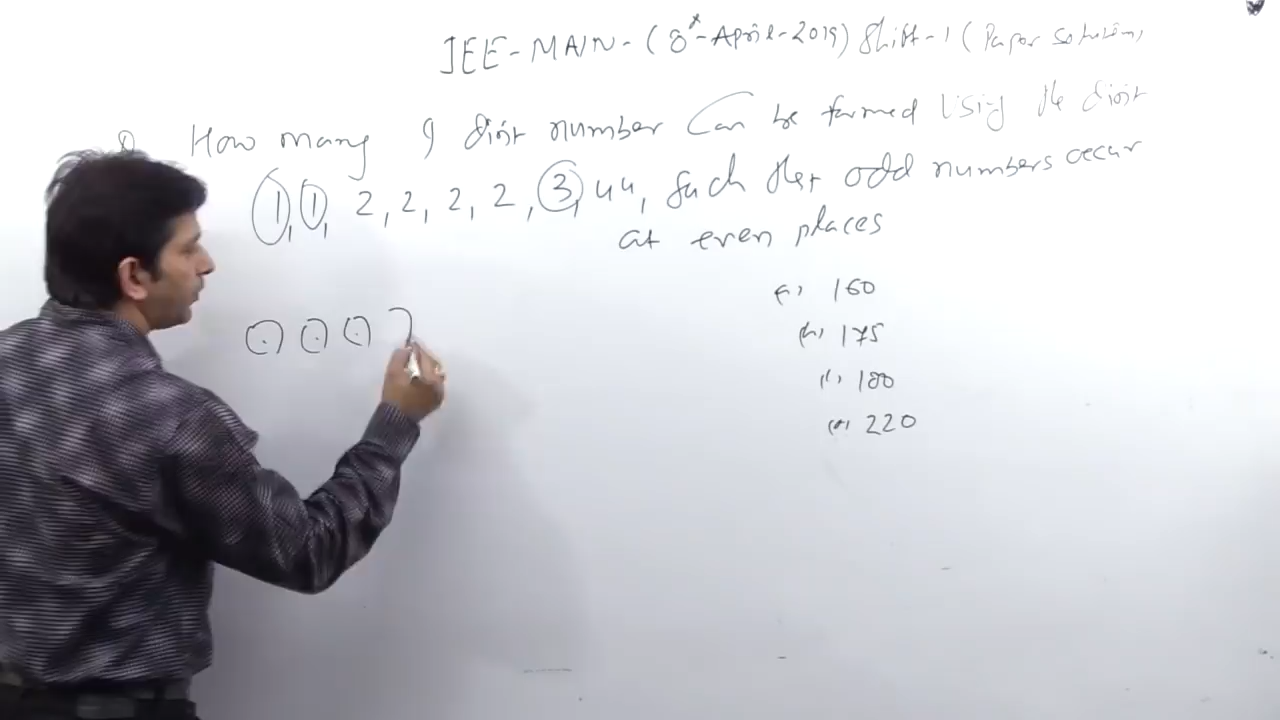 JEE-MAIN-(8th-April-2019) Shift-1 (Paper solution)
Q How many 9 digit number Can be formed Using the digit
1, 1, 2, 2, 2, 2, 3, 4 4, Such that odd numbers occur
at even places
(a) 160
(b) 175
(c) 180
(d) 220